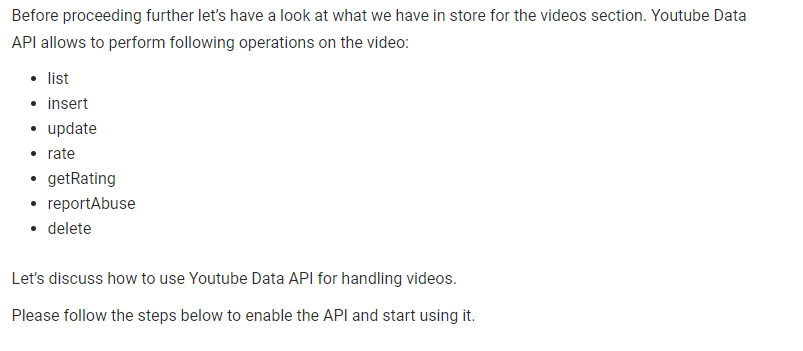 Before proceeding further let's have a look at what we have in store for the videos section. Youtube Data
API allows to perform following operations on the video:
• list
• insert
• update
• rate
• getRating
• reportAbuse
• delete
Let's discuss how to use Youtube Data API for handling videos.
Please follow the steps below to enable the API and start using it.